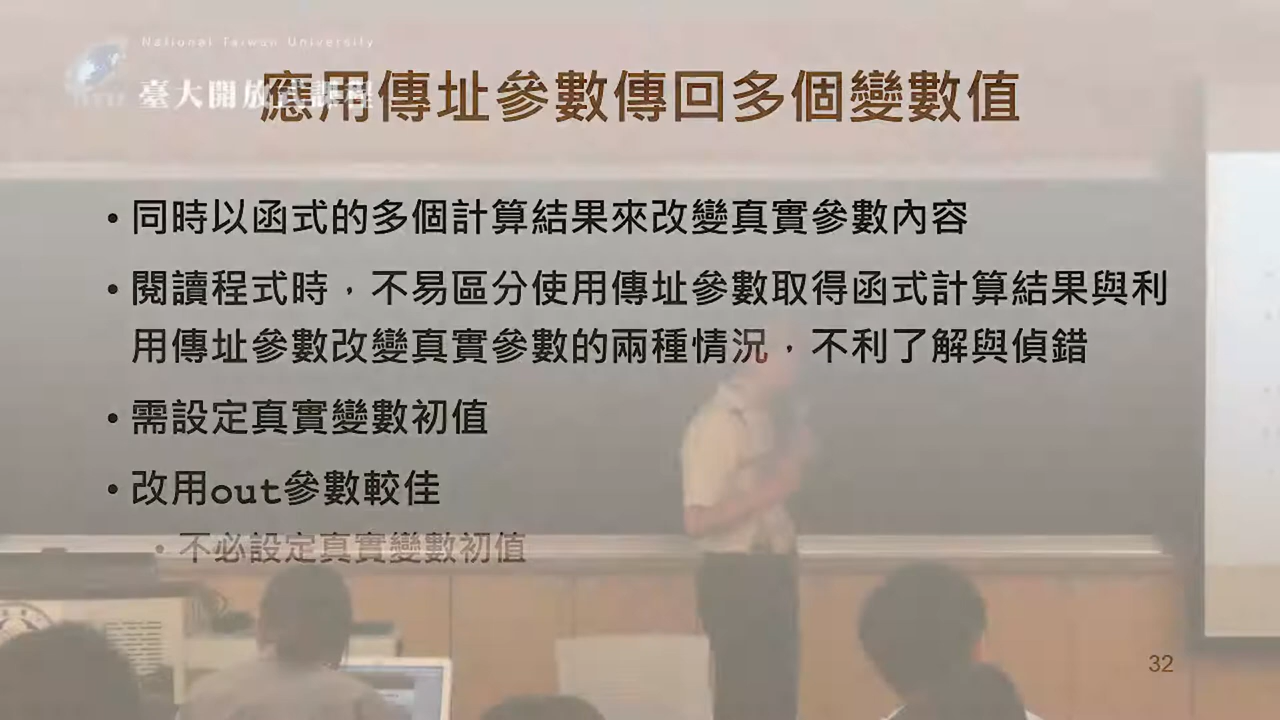 National Taiwan University
臺大開放式課程
應用傳址參數傳回多個變數值
• 同時以函式的多個計算結果來改變真實參數內容
• 閱讀程式時，不易區分使用傳址參數取得函式計算結果與利
用傳址參數改變真實參數的兩種情況，不利了解與偵錯
• 需設定真實變數初值
• 改用out參數較佳
• 不必設定真實變數初值
32